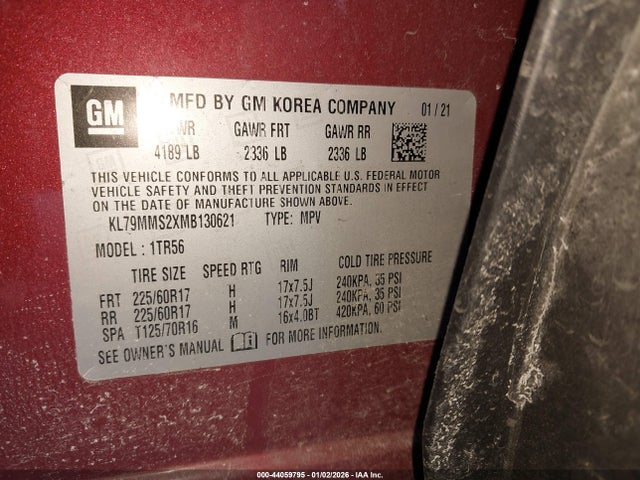 GM
MFD BY GM KOREA COMPANY 01/21
WR GAWR FRT GAWR RR
4189 LB 2336 LB 2336 LB
THIS VEHICLE CONFORMS TO ALL APPLICABLE U.S. FEDERAL MOTOR
VEHICLE SAFETY AND THEFT PREVENTION STANDARDS IN EFFECT
ON THE DATE OF MANUFACTURE SHOWN ABOVE.
KL79MMS2XMB130621 TYPE: MPV
MODEL : 1TR56
TIRE SIZE SPEED RTG RIM COLD TIRE PRESSURE
FRT 225/60R17 H 17x7.5J 240KPA, 35 PSI
RR 225/60R17 H 17x7.5J 240KPA, 35 PSI
SPA T125/70R16 M 16x4.0BT 420KPA, 60 PSI
SEE OWNER'S MANUAL FOR MORE INFORMATION.
000-44059795 - 01/02/2026 - IAA Inc.